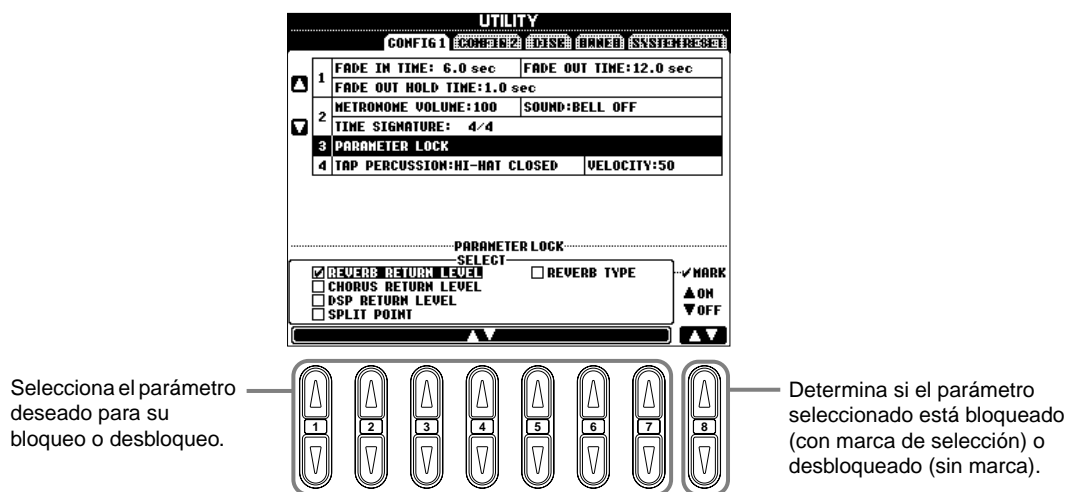 UTILITY
CONFIG 1 CONFIG 2 DISK OWNER SYSTEM RESET
1 FADE IN TIME: 6.0 sec FADE OUT TIME:12.0 sec
FADE OUT HOLD TIME:1.0 sec
2 METRONOME VOLUME:100 SOUND:BELL OFF
TIME SIGNATURE: 4/4
3 PARAMETER LOCK
4 TAP PERCUSSION:HI-HAT CLOSED VELOCITY:50
PARAMETER LOCK
SELECT
REVERB RETURN LEVEL REVERB TYPE MARK
CHORUS RETURN LEVEL
▲ON
DSP RETURN LEVEL
▼OFF
SPLIT POINT
1 2 3 4 5 6 7 8
Selecciona el parámetro
deseado para su
bloqueo o desbloqueo.
Determina si el parámetro
seleccionado está bloqueado
(con marca de selección) o
desbloqueado (sin marca).